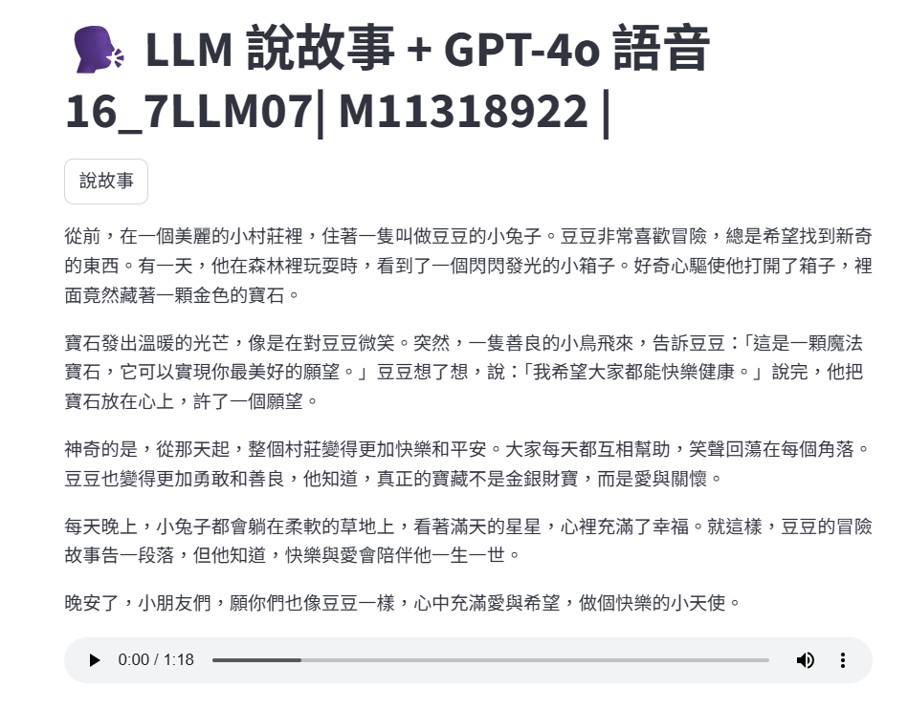 LLM 說故事 + GPT-4o 語音
16_7LLM07| M11318922 |
說故事
從前，在一個美麗的小村莊裡，住著一隻叫做豆豆的小兔子。豆豆非常喜歡冒險，總是希望找到新奇
的東西。有一天，他在森林裡玩耍時，看到了一個閃閃發光的小箱子。好奇心驅使他打開了箱子，裡
面竟然藏著一顆金色的寶石。
寶石發出溫暖的光芒，像是在對豆豆微笑。突然，一隻善良的小鳥飛來，告訴豆豆：「這是一顆魔法
寶石，它可以實現你最美好的願望。」豆豆想了想，說：「我希望大家都能快樂健康。」說完，他把
寶石放在心上，許了一個願望。
神奇的是，從那天起，整個村莊變得更加快樂和平安。大家每天都互相幫助，笑聲回蕩在每個角落。
豆豆也變得更加勇敢和善良，他知道，真正的寶藏不是金銀財寶，而是愛與關懷。
每天晚上，小兔子都會躺在柔軟的草地上，看著滿天的星星，心裡充滿了幸福。就這樣，豆豆的冒險
故事告一段落，但他知道，快樂與愛會陪伴他一生一世。
晚安了，小朋友們，願你們也像豆豆一樣，心中充滿愛與希望，做個快樂的小天使。
0:00 / 1:18